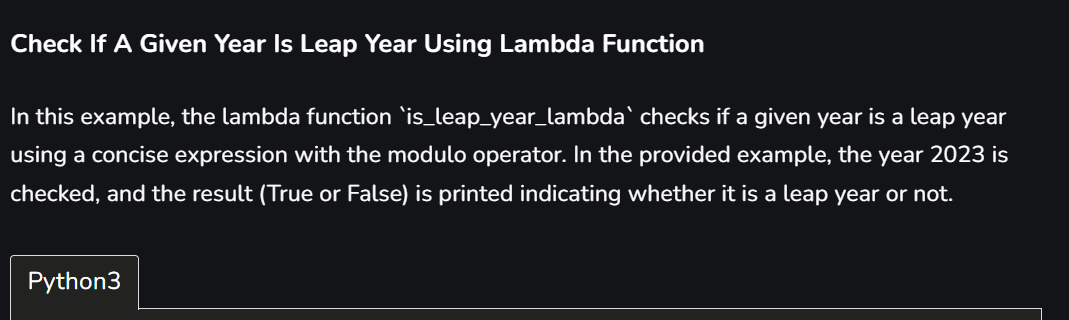 Check If A Given Year Is Leap Year Using Lambda Function
In this example, the lambda function `is_leap_year_lambda` checks if a given year is a leap year
using a concise expression with the modulo operator. In the provided example, the year 2023 is
checked, and the result (True or False) is printed indicating whether it is a leap year or not.
Python3